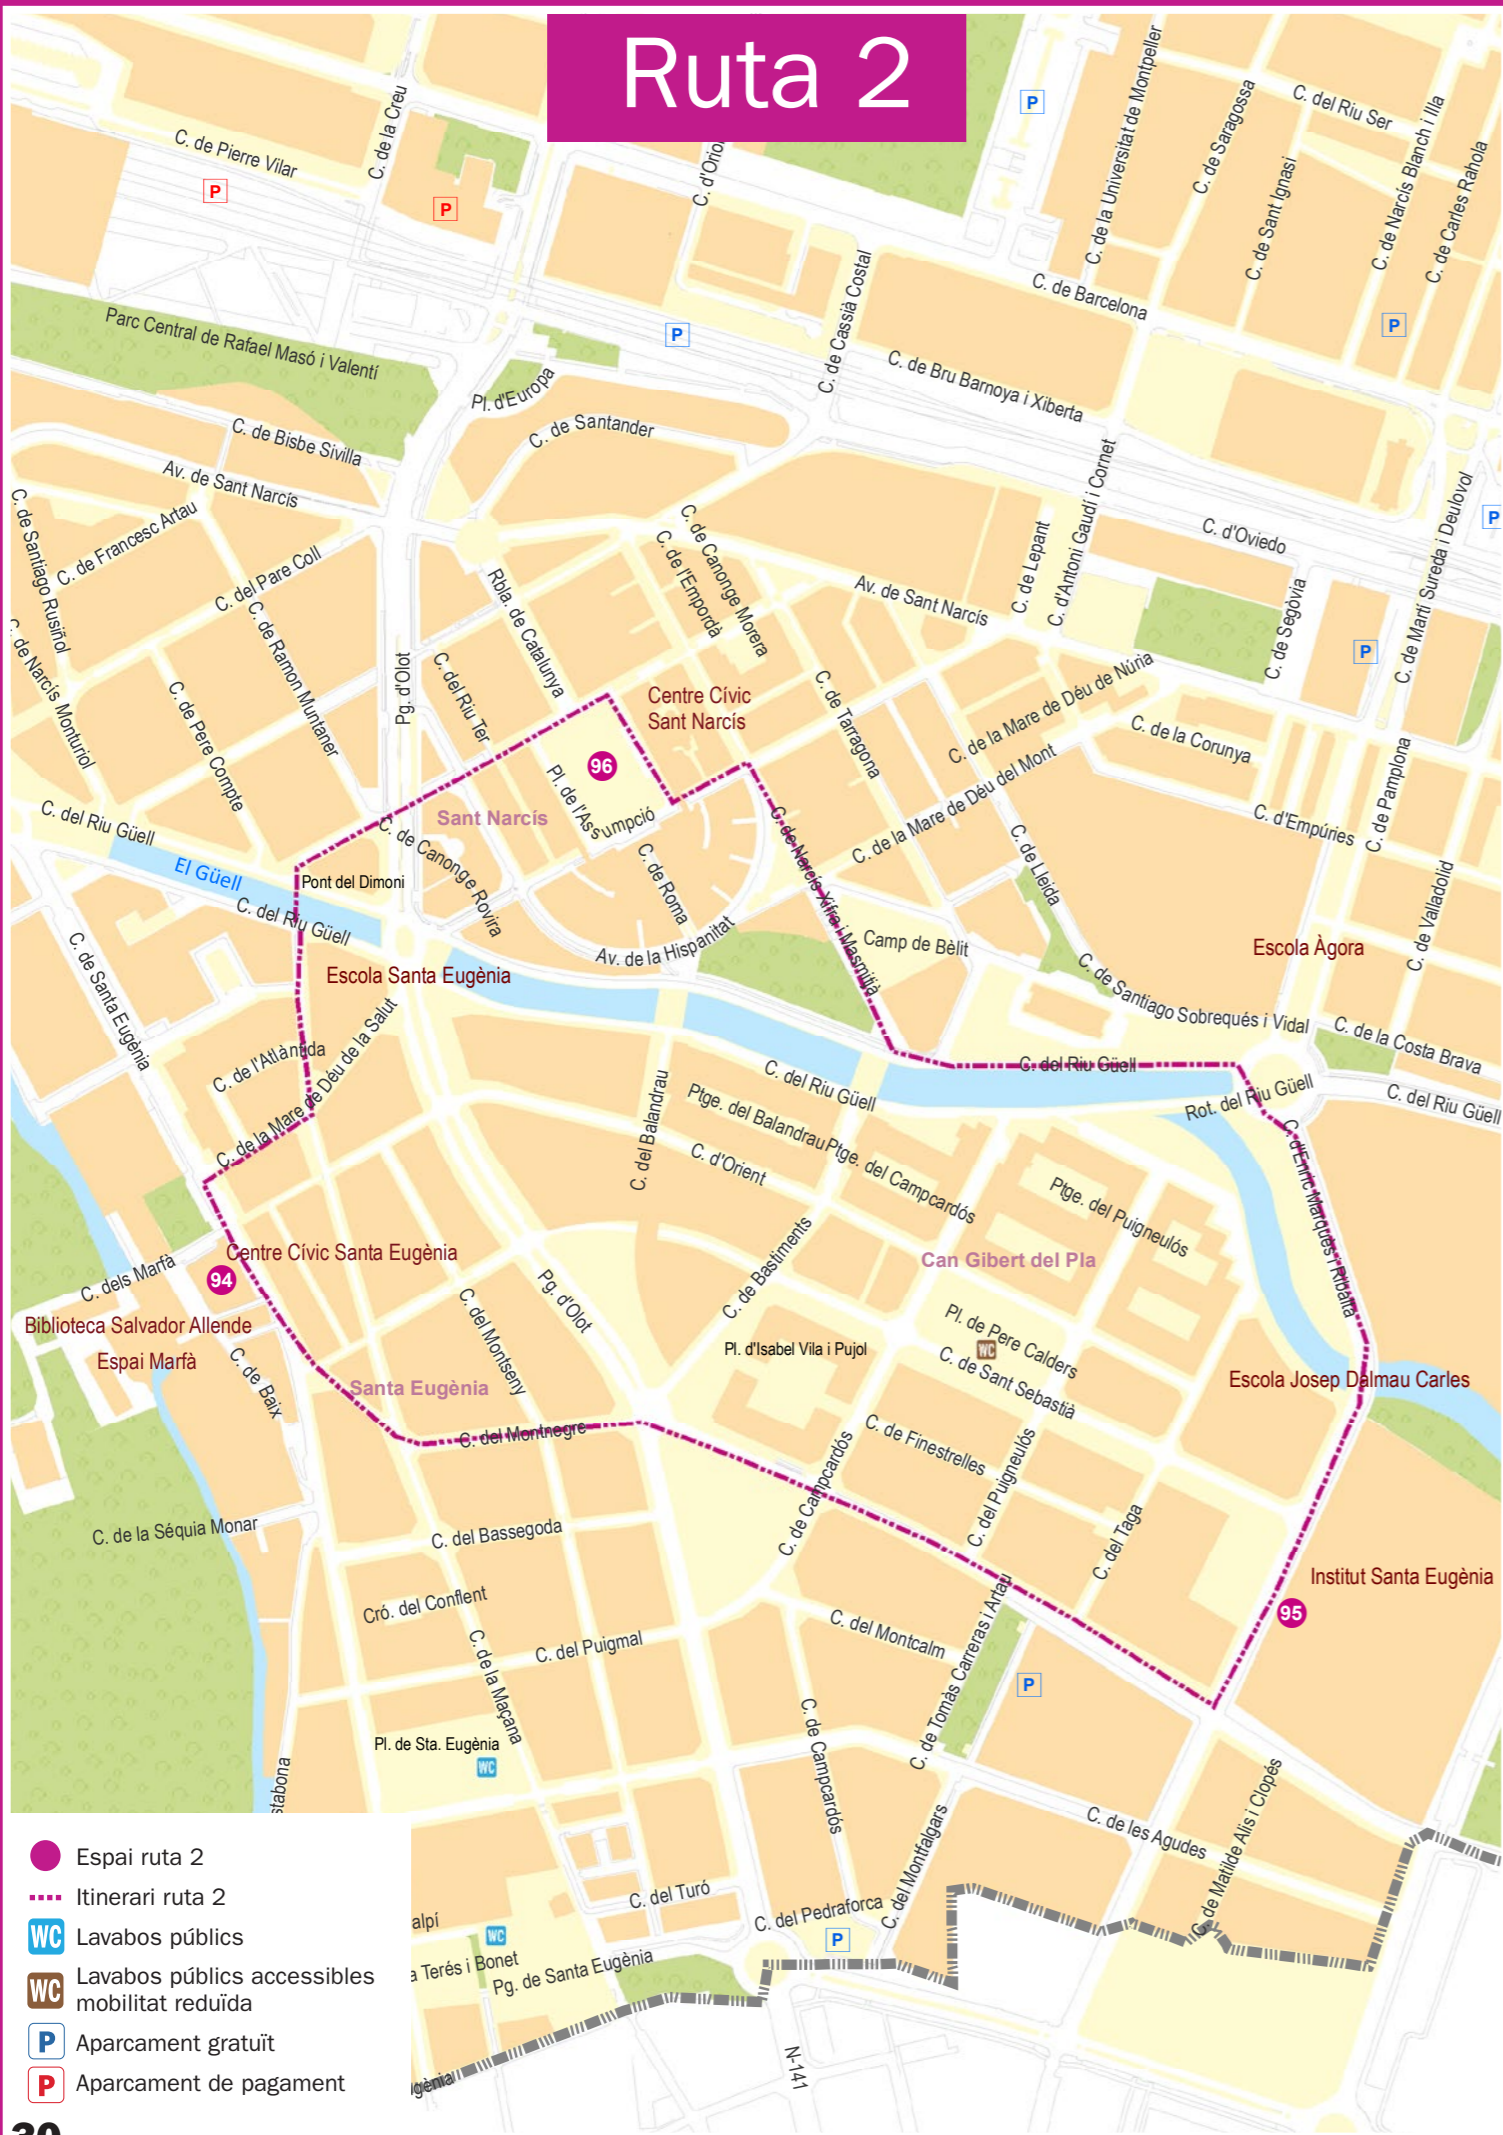 Ruta 2
C. de Pierre Vilar
C. de la Creu
C. d'Oriol
C. de la Universitat de Montpeller
C. de Saragossa
C. del Riu Ser
C. de Sant Ignasi
C. de Narcís Blanch i Illa
C. de Carles Rahola
P
P
P
C. de Barcelona
C. de Cassià Costal
Parc Central de Rafael Masó i Valentí
P
P
Pl. d'Europa
C. de Bru Barnoya i Xiberta
C. de Santander
C. de Bisbe Sivilla
Av. de Sant Narcís
C. de Santiago Rusiñol
C. de Francesc Artau
C. del Pare Coll
C. de Ramon Muntaner
C. de Narcís Monturiol
C. de Pere Compte
Pg. d'Olot
C. del Riu Ter
Rbla. de Catalunya
C. de Canonge Morera
C. de l'Empordà
Av. de Sant Narcís
C. de Lepant
C. d'Antoni Gaudí i Cornet
C. d'Oviedo
C. de Segòvia
C. de Martí Sureda i Deulovol
P
P
Centre Cívic
Sant Narcís
C. de Tarragona
C. de la Mare de Déu de Núria
C. de la Mare de Déu del Mont
C. de la Corunya
C. d'Empúries
C. de Pamplona
C. de Valladolid
96
Pl. de l'Assumpció
Sant Narcís
C. de Canonge Rovira
C. de Roma
C. de Narcís Xifra i Masmitjà
C. de Lleida
C. del Riu Güell
El Güell
Pont del Dimoni
C. del Riu Güell
Av. de la Hispanitat
Camp de Bèlit
Escola Àgora
Escola Santa Eugènia
C. de Santa Eugènia
C. de Santiago Sobrequés i Vidal
C. de la Costa Brava
C. de l'Atlàntida
C. de la Mare de Déu de la Salut
C. del Balandrau
C. del Riu Güell
C. del Riu Güell
Rot. del Riu Güell
C. del Riu Güell
Ptge. del Balandrau
Ptge. del Campcardós
C. d'Orient
Ptge. del Puigneulós
C. d'Enric Marquès i Ribalta
Centre Cívic Santa Eugènia
94
C. dels Marfà
Can Gibert del Pla
C. de Bastiments
Pg. d'Olot
C. del Montseny
Biblioteca Salvador Allende
Espai Marfà
C. de Baix
Pl. de Pere Calders
WC
Pl. d'Isabel Vila i Pujol
C. de Sant Sebastià
Escola Josep Dalmau Carles
Santa Eugènia
C. del Montnegre
C. de Finestrelles
C. de Campcardós
C. del Puigneulós
C. del Taga
C. de la Séquia Monar
C. del Bassegoda
Institut Santa Eugènia
95
Cró. del Conflent
C. del Puigmal
C. de la Maçana
C. del Montcalm
C. de Tomàs Carreras i Artau
P
C. de Campcardós
Pl. de Sta. Eugènia
WC
stabona
C. de les Agudes
C. de Matilde Alis i Clopés
C. del Montfalgars
C. del Turó
C. del Pedraforca
P
alpí
WC
a Terés i Bonet
Pg. de Santa Eugènia
N-141
gènia
Espai ruta 2
Itinerari ruta 2
WC Lavabos públics
WC Lavabos públics accessibles
mobilitat reduïda
P Aparcament gratuït
P Aparcament de pagament
30